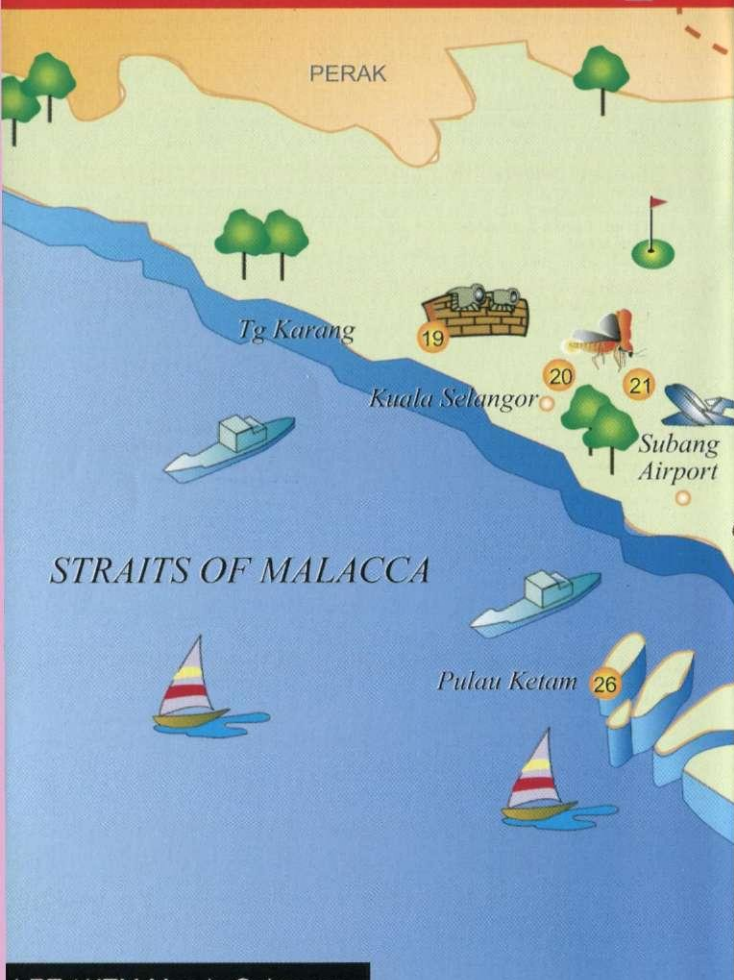 PERAK
Tg Karang
19
20
21
Kuala Selangor
Subang
Airport
STRAITS OF MALACCA
Pulau Ketam
26